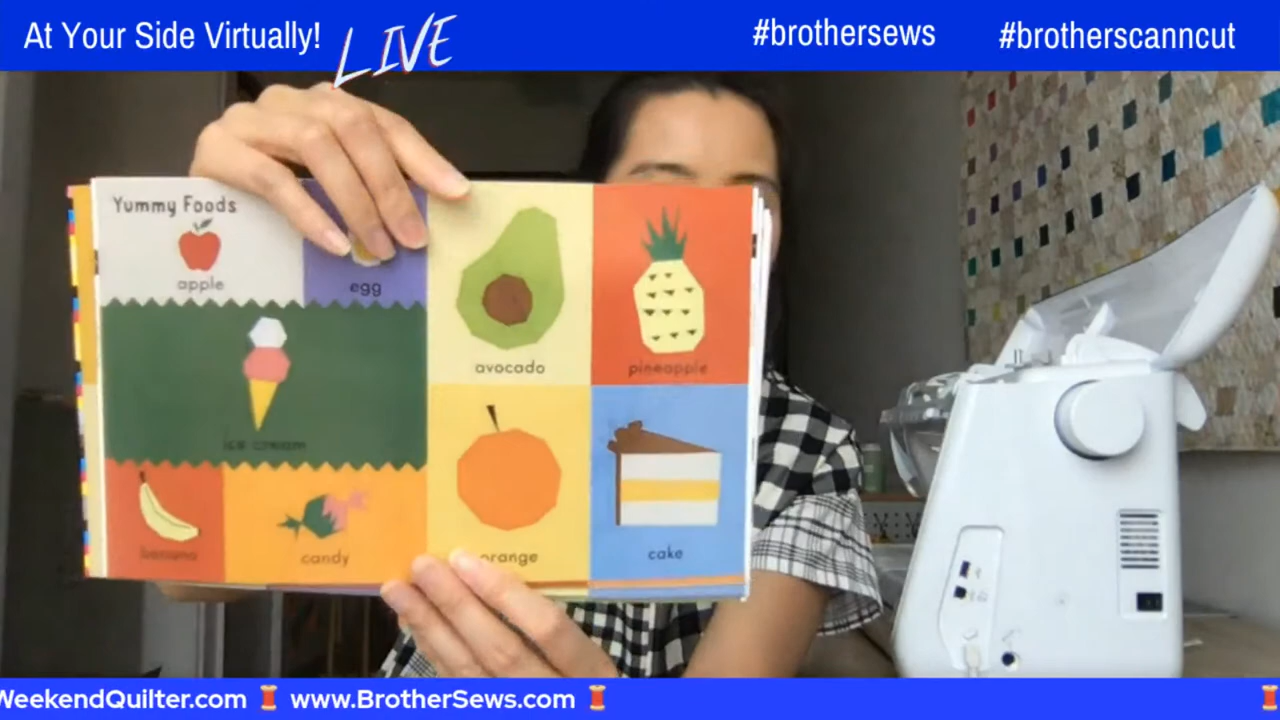 At Your Side Virtually!
LIVE
#brothersews
#brotherscanncut
Yummy Foods
apple
egg
avocado
pineapple
ice cream
banana
candy
orange
cake
WeekendQuilter.com
www.BrotherSews.com